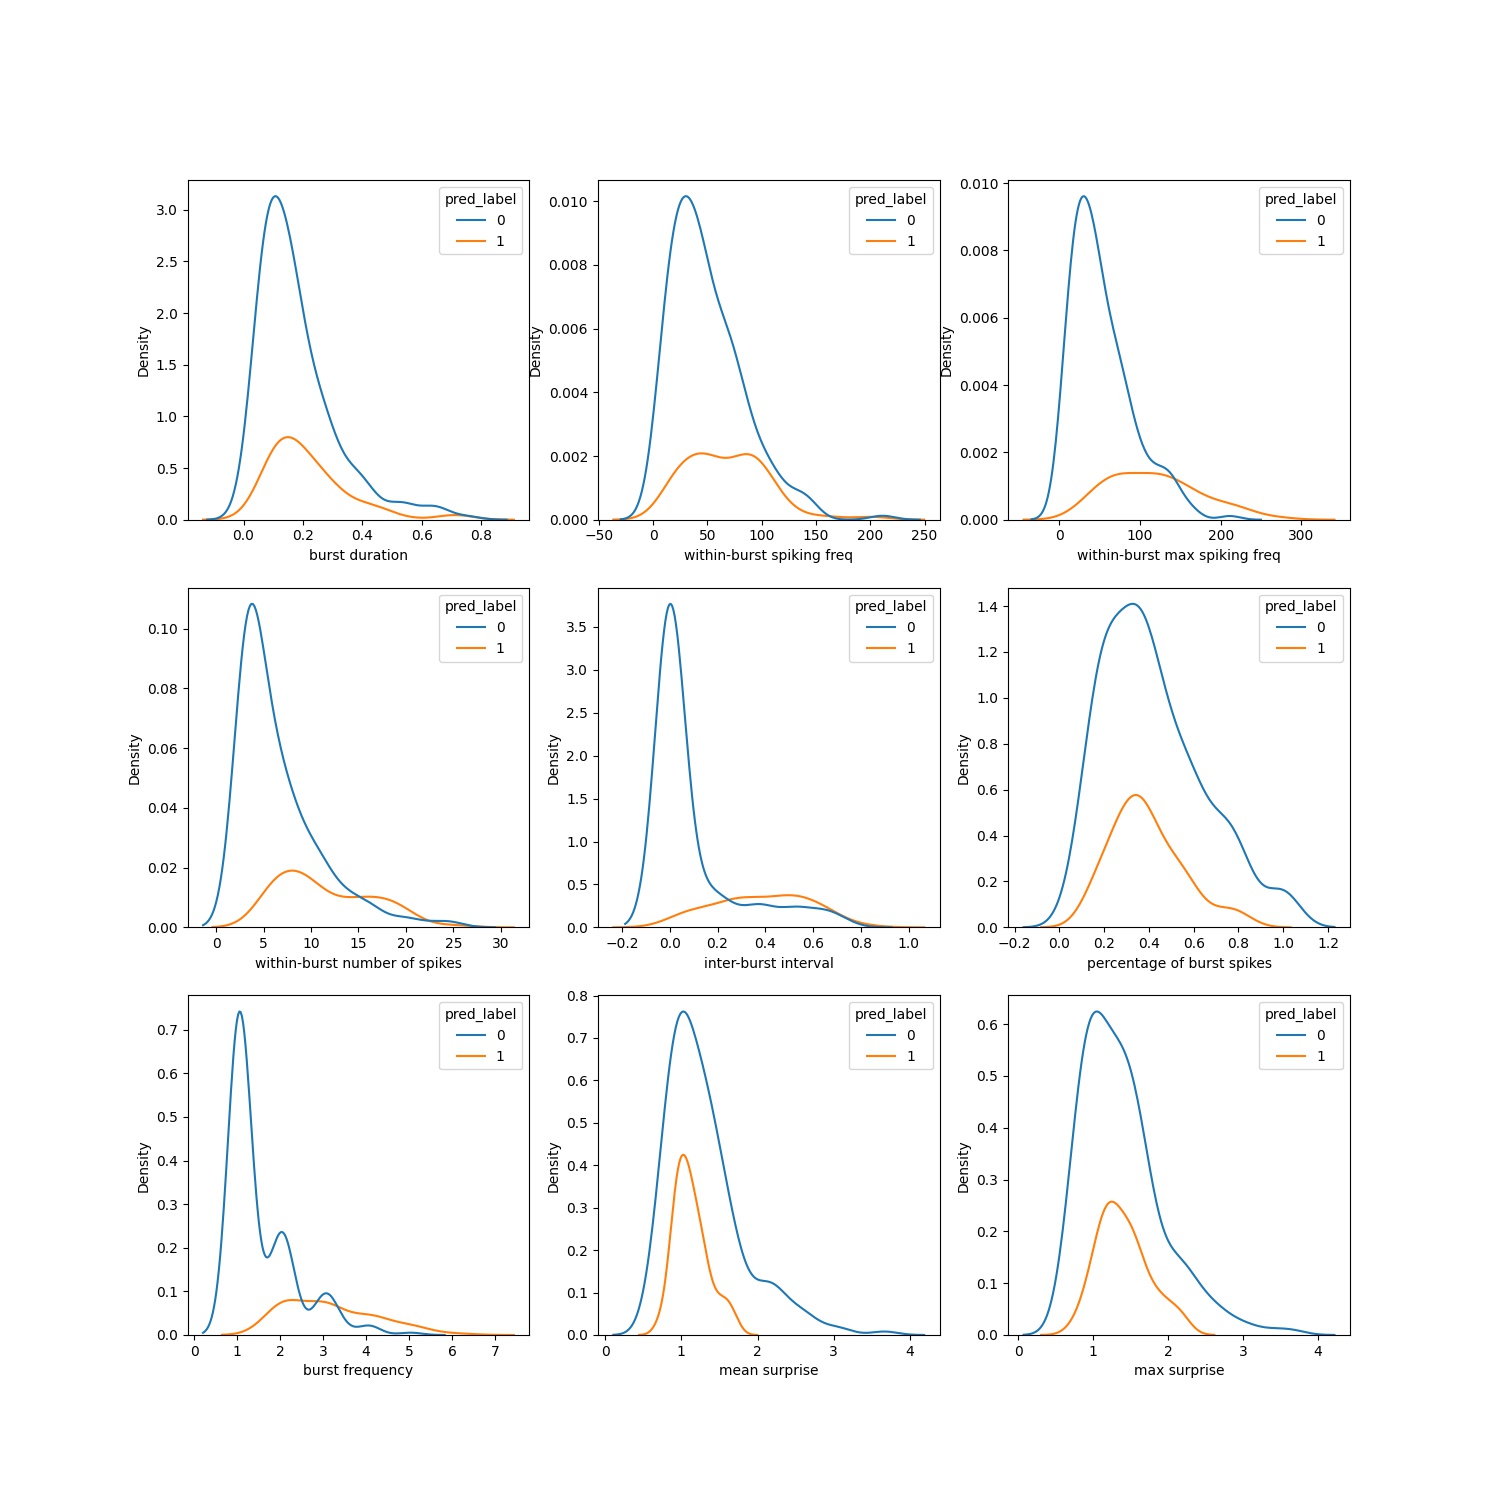 pred_label
0
1
Density
3.0
2.5
2.0
1.5
1.0
0.5
0.0
0.0 0.2 0.4 0.6 0.8
burst duration
pred_label
0
1
Density
0.010
0.008
0.006
0.004
0.002
0.000
−50 0 50 100 150 200 250
within-burst spiking freq
pred_label
0
1
Density
0.010
0.008
0.006
0.004
0.002
0.000
0 100 200 300
within-burst max spiking freq
pred_label
0
1
Density
0.10
0.08
0.06
0.04
0.02
0.00
0 5 10 15 20 25 30
within-burst number of spikes
pred_label
0
1
Density
3.5
3.0
2.5
2.0
1.5
1.0
0.5
0.0
−0.2 0.0 0.2 0.4 0.6 0.8 1.0
inter-burst interval
pred_label
0
1
Density
1.4
1.2
1.0
0.8
0.6
0.4
0.2
0.0
−0.2 0.0 0.2 0.4 0.6 0.8 1.0 1.2
percentage of burst spikes
pred_label
0
1
Density
0.7
0.6
0.5
0.4
0.3
0.2
0.1
0.0
0 1 2 3 4 5 6 7
burst frequency
pred_label
0
1
Density
0.8
0.7
0.6
0.5
0.4
0.3
0.2
0.1
0.0
0 1 2 3 4
mean surprise
pred_label
0
1
Density
0.6
0.5
0.4
0.3
0.2
0.1
0.0
0 1 2 3 4
max surprise